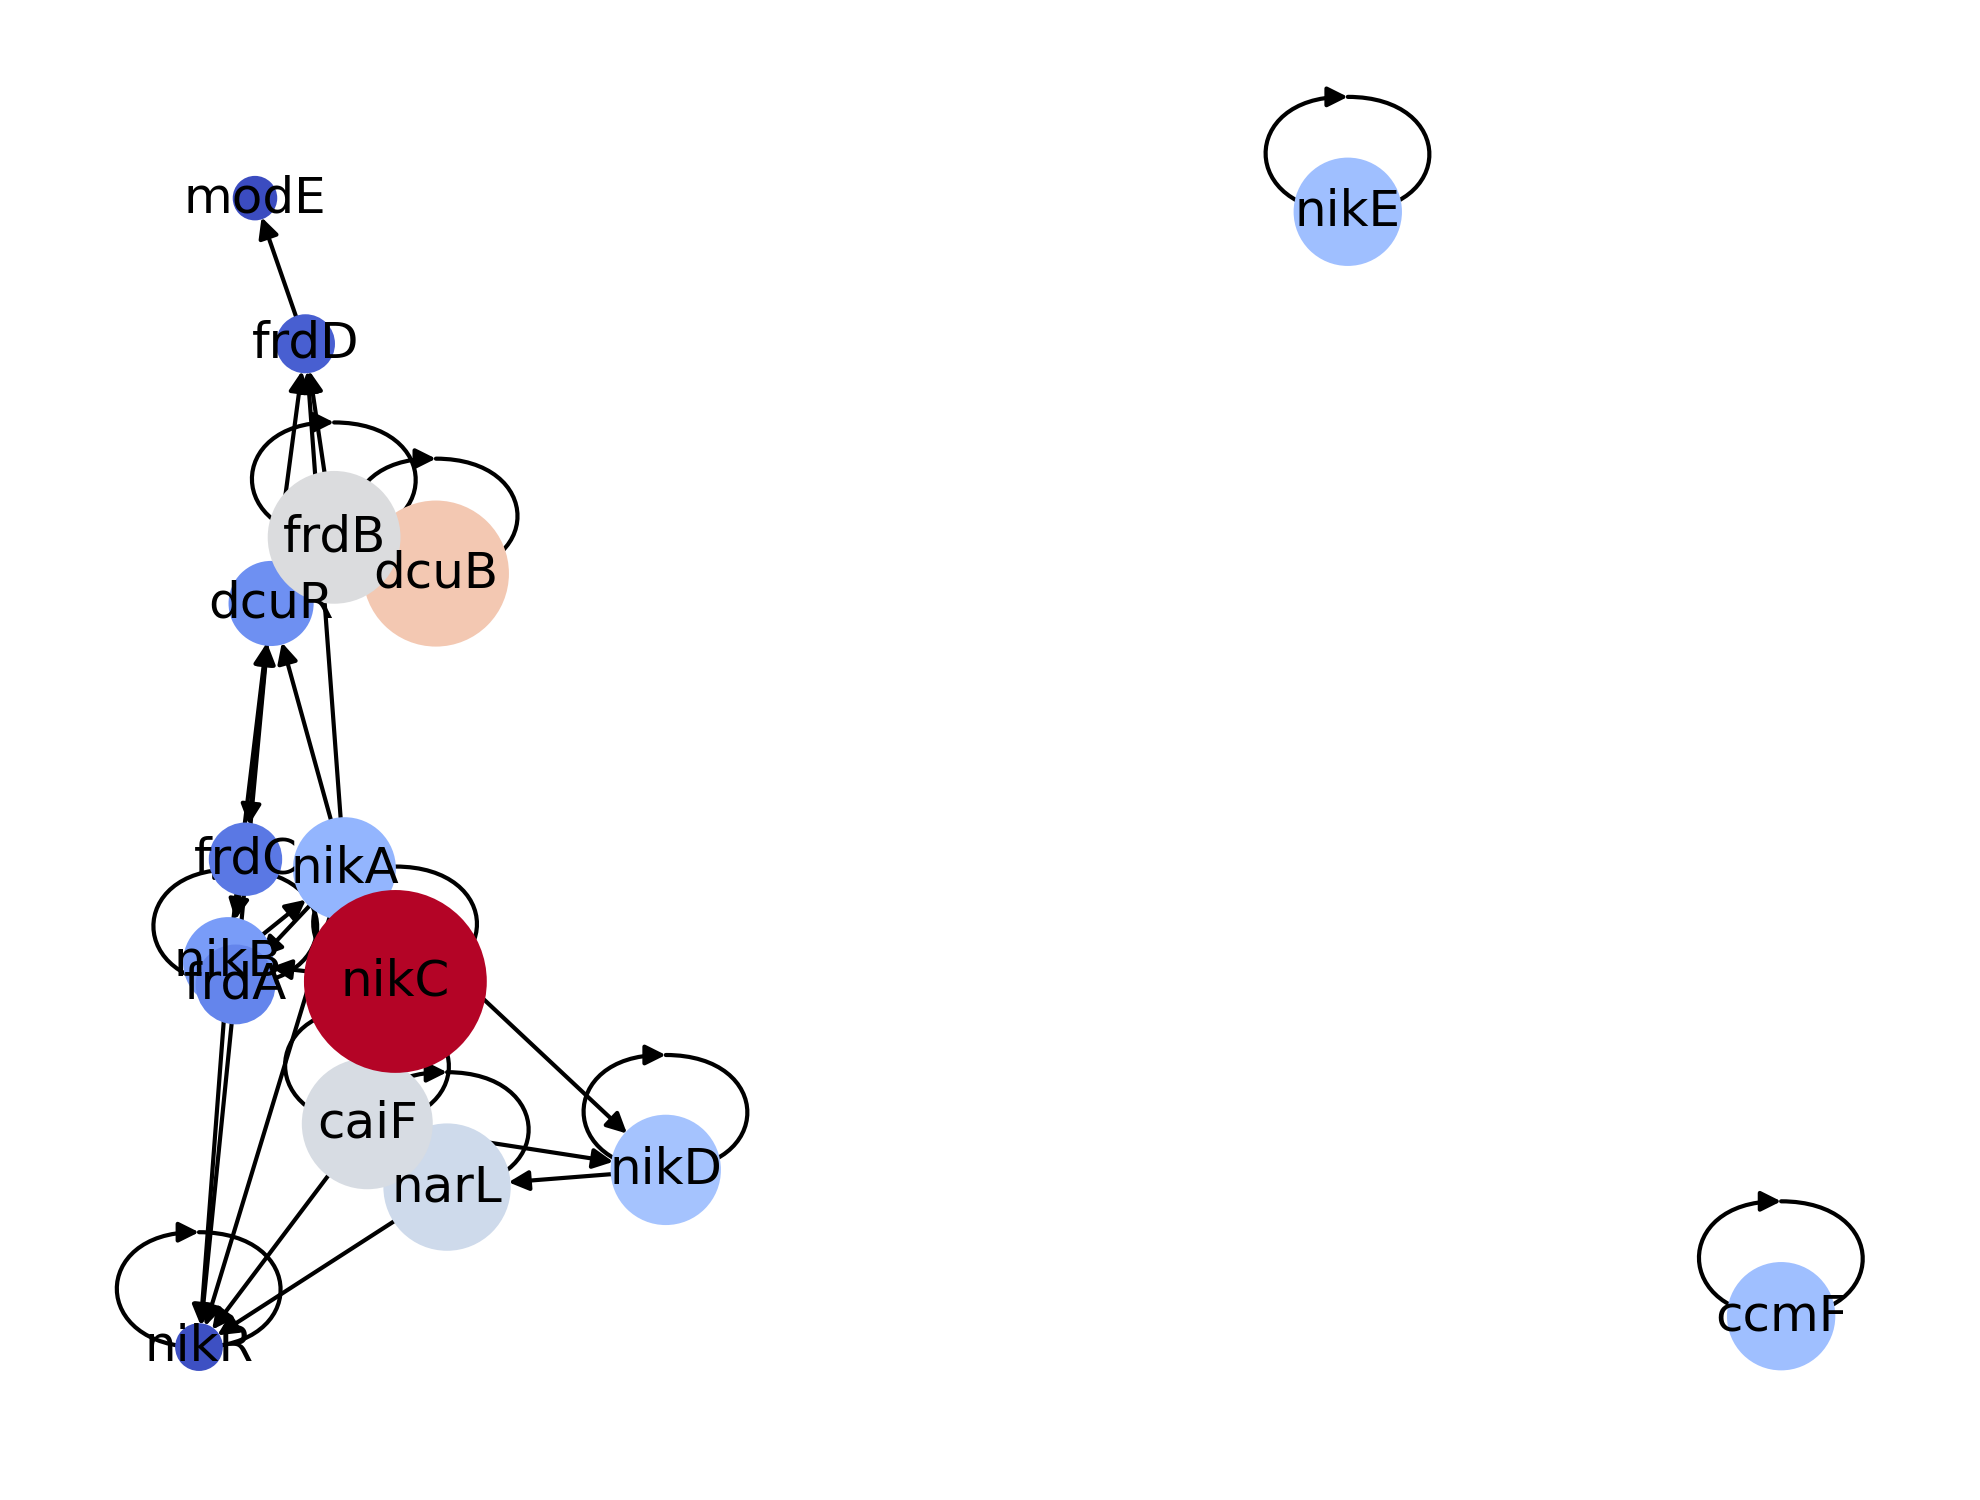 modE
nikE
frdD
frdB
dcuB
dcuR
frdC
nikA
nikB
frdA
nikC
caiF
nikD
narL
ccmF
nikR